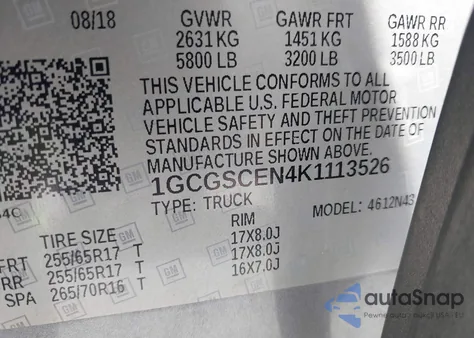 08/18 GVWR GAWR FRT GAWR RR
2631 KG 1451 KG 1588 KG
5800 LB 3200 LB 3500 LB
THIS VEHICLE CONFORMS TO ALL
APPLICABLE U.S. FEDERAL MOTOR
VEHICLE SAFETY AND THEFT PREVENTION
STANDARDS IN EFFECT ON THE DATE OF
MANUFACTURE SHOWN ABOVE.
1GCGSCEN4K1113526
TYPE: TRUCK MODEL: 4612N43
TIRE SIZE RIM
FRT 255/65R17 T 17X8.0J
RR 255/65R17 T 17X8.0J
SPA 265/70R16 T 16X7.0J
GM
autoSnap